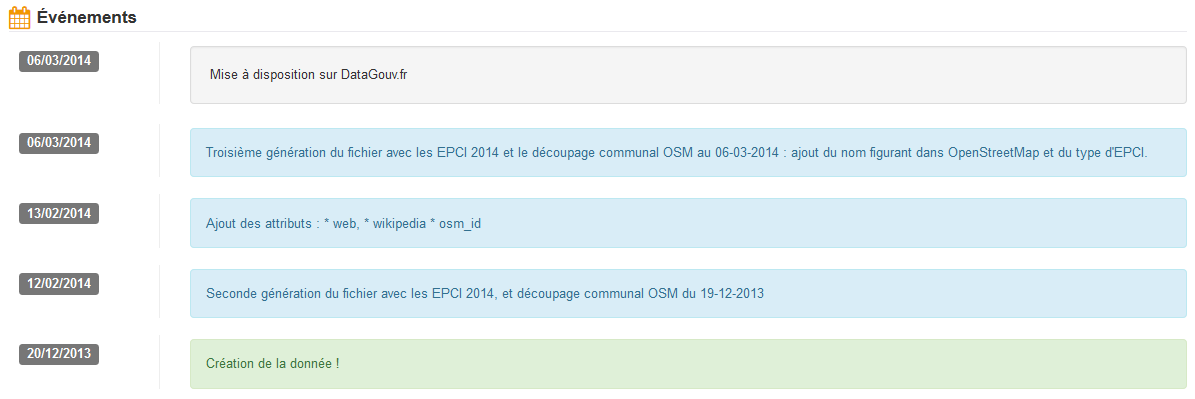 Événements
06/03/2014
Mise à disposition sur DataGouv.fr
06/03/2014
Troisième génération du fichier avec les EPCI 2014 et le découpage communal OSM au 06-03-2014 : ajout du nom figurant dans OpenStreetMap et du type d'EPCI.
13/02/2014
Ajout des attributs : * web, * wikipedia * osm_id
12/02/2014
Seconde génération du fichier avec les EPCI 2014, et découpage communal OSM du 19-12-2013
20/12/2013
Création de la donnée !